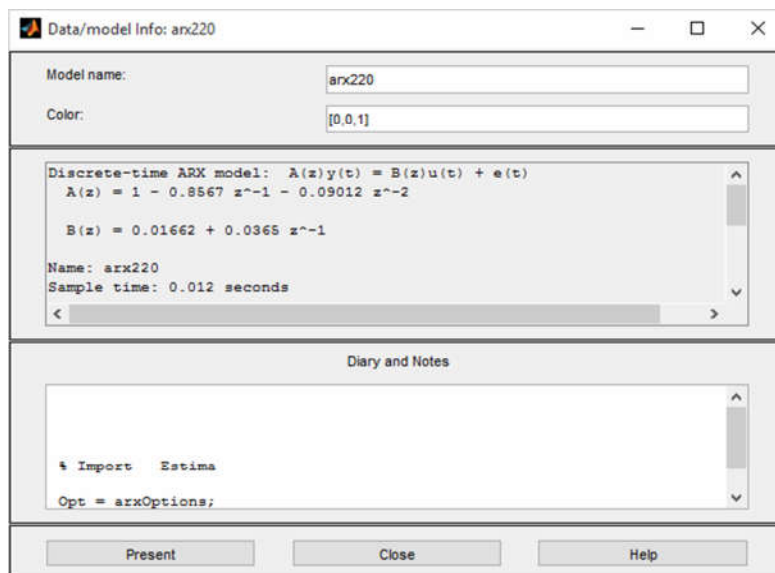 Data/model Info: arx220
Model name:
arx220
Color:
[0,0,1]
Discrete-time ARX model:  A(z)y(t) = B(z)u(t) + e(t)
A(z) = 1 - 0.8567 z^-1 - 0.09012 z^-2
B(z) = 0.01662 + 0.0365 z^-1
Name: arx220
Sample time: 0.012 seconds
Diary and Notes
% Import   Estima
Opt = arxOptions;
Present
Close
Help